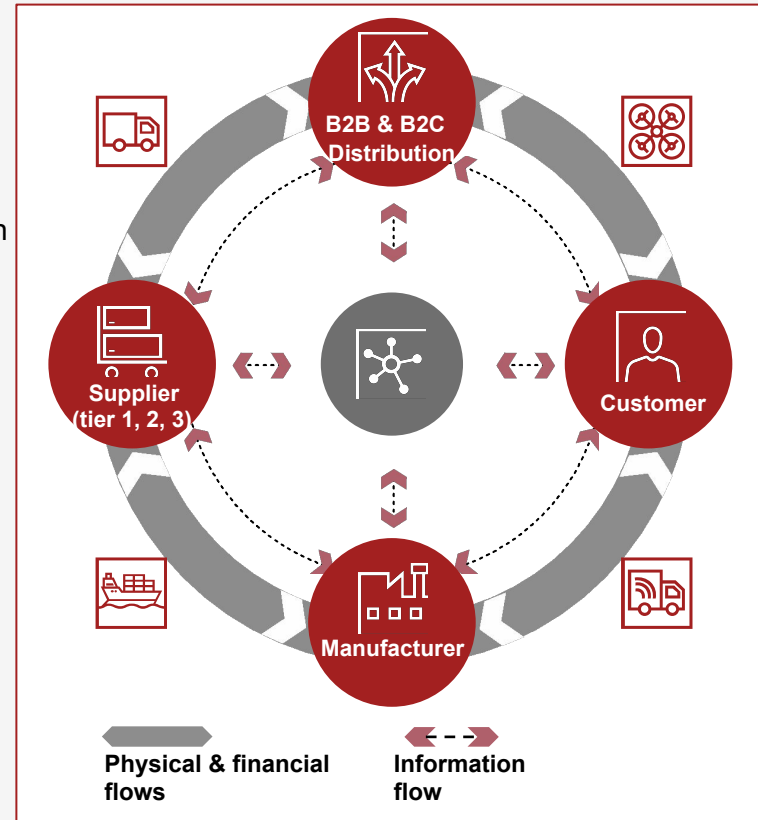 B2B & B2C
Distribution
n
Supplier
(tier 1, 2, 3)
Customer
Manufacturer
Physical & financial
flows
Information
flow